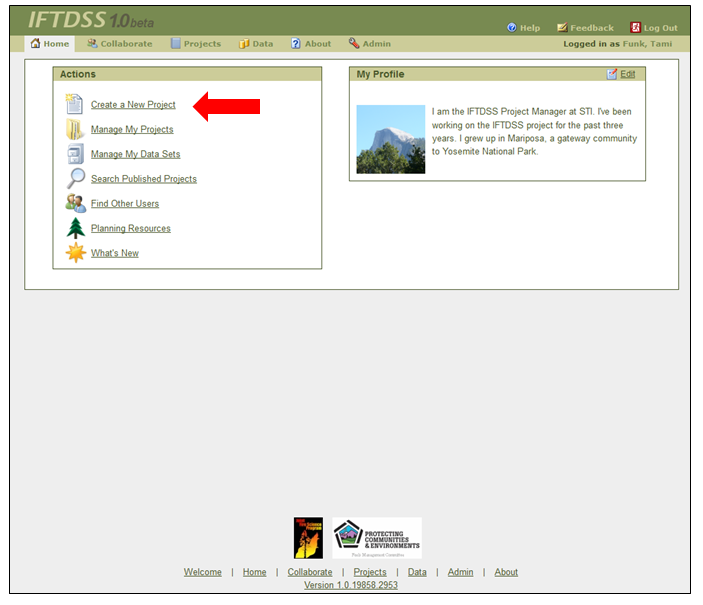 IFTDSS 1.0 beta
Help Feedback Log Out
Home Collaborate Projects Data About Admin Logged in as Funk, Tami
Actions
Create a New Project
Manage My Projects
Manage My Data Sets
Search Published Projects
Find Other Users
Planning Resources
What's New
My Profile Edit
I am the IFTDSS Project Manager at STI. I've been
working on the IFTDSS project for the past three
years. I grew up in Mariposa, a gateway community
to Yosemite National Park.
PROTECTING
COMMUNITIES
& ENVIRONMENTS
Welcome | Home | Collaborate | Projects | Data | Admin | About
Version 1.0.19858.2953